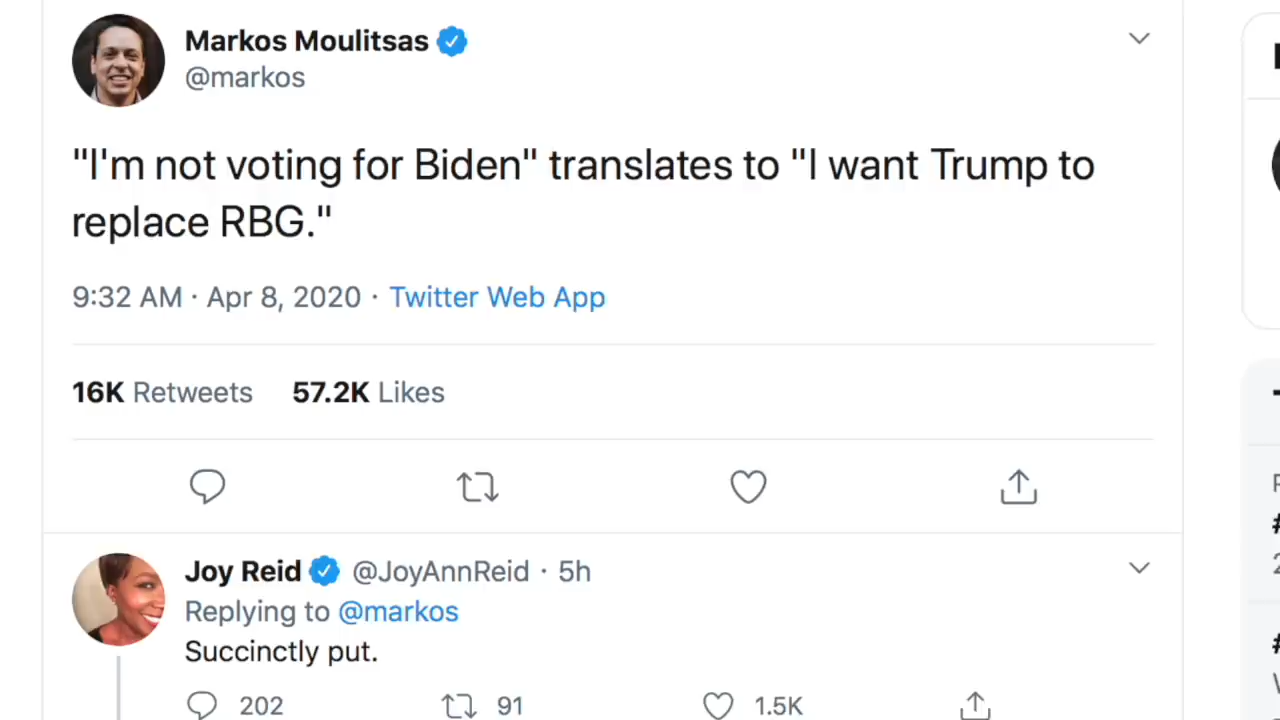 Markos Moulitsas
@markos
"I'm not voting for Biden" translates to "I want Trump to
replace RBG."
9:32 AM · Apr 8, 2020 · Twitter Web App
16K Retweets 57.2K Likes
Joy Reid @JoyAnnReid · 5h
Replying to @markos
Succinctly put.
202 91 1.5K